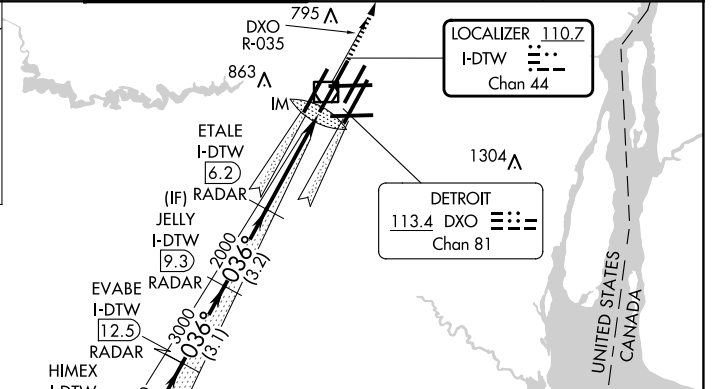 795
DXO
R-035
LOCALIZER 110.7
I-DTW
Chan 44
863
IM
ETALE
I-DTW
6.2
RADAR
1304
DETROIT
113.4 DXO
Chan 81
(IF)
JELLY
I-DTW
9.3
RADAR
2000
036°
(3.2)
EVABE
I-DTW
12.5
RADAR
3000
036°
(3.1)
HIMEX
I-DTW
UNITED STATES
CANADA